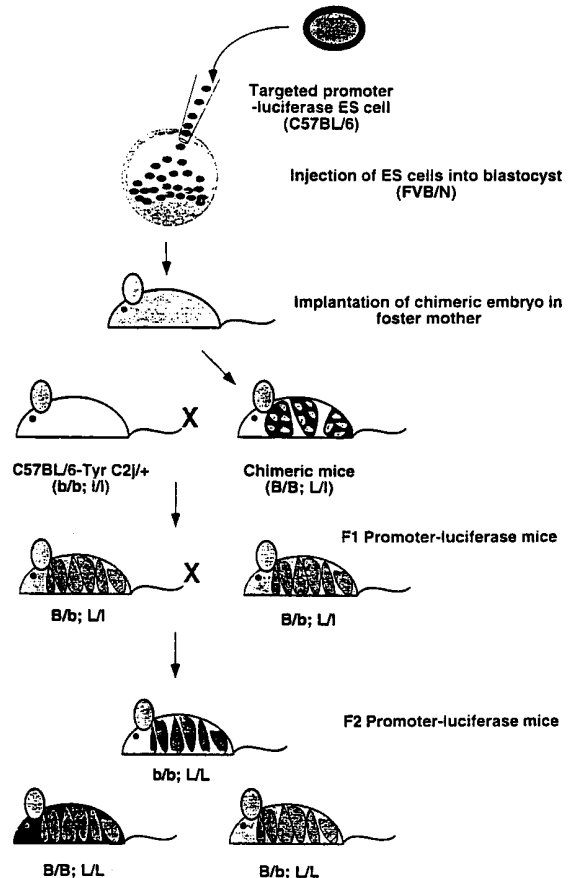 Targeted promoter
-luciferase ES cell
(C57BL/6)
Injection of ES cells into blastocyst
(FVB/N)
Implantation of chimeric embryo in
foster mother
X
C57BL/6-Tyr C2j/+
(b/b; l/l)
Chimeric mice
(B/B; L/l)
F1 Promoter-luciferase mice
X
B/b; L/l
B/b; L/l
F2 Promoter-luciferase mice
b/b; L/L
B/B; L/L
B/b; L/L